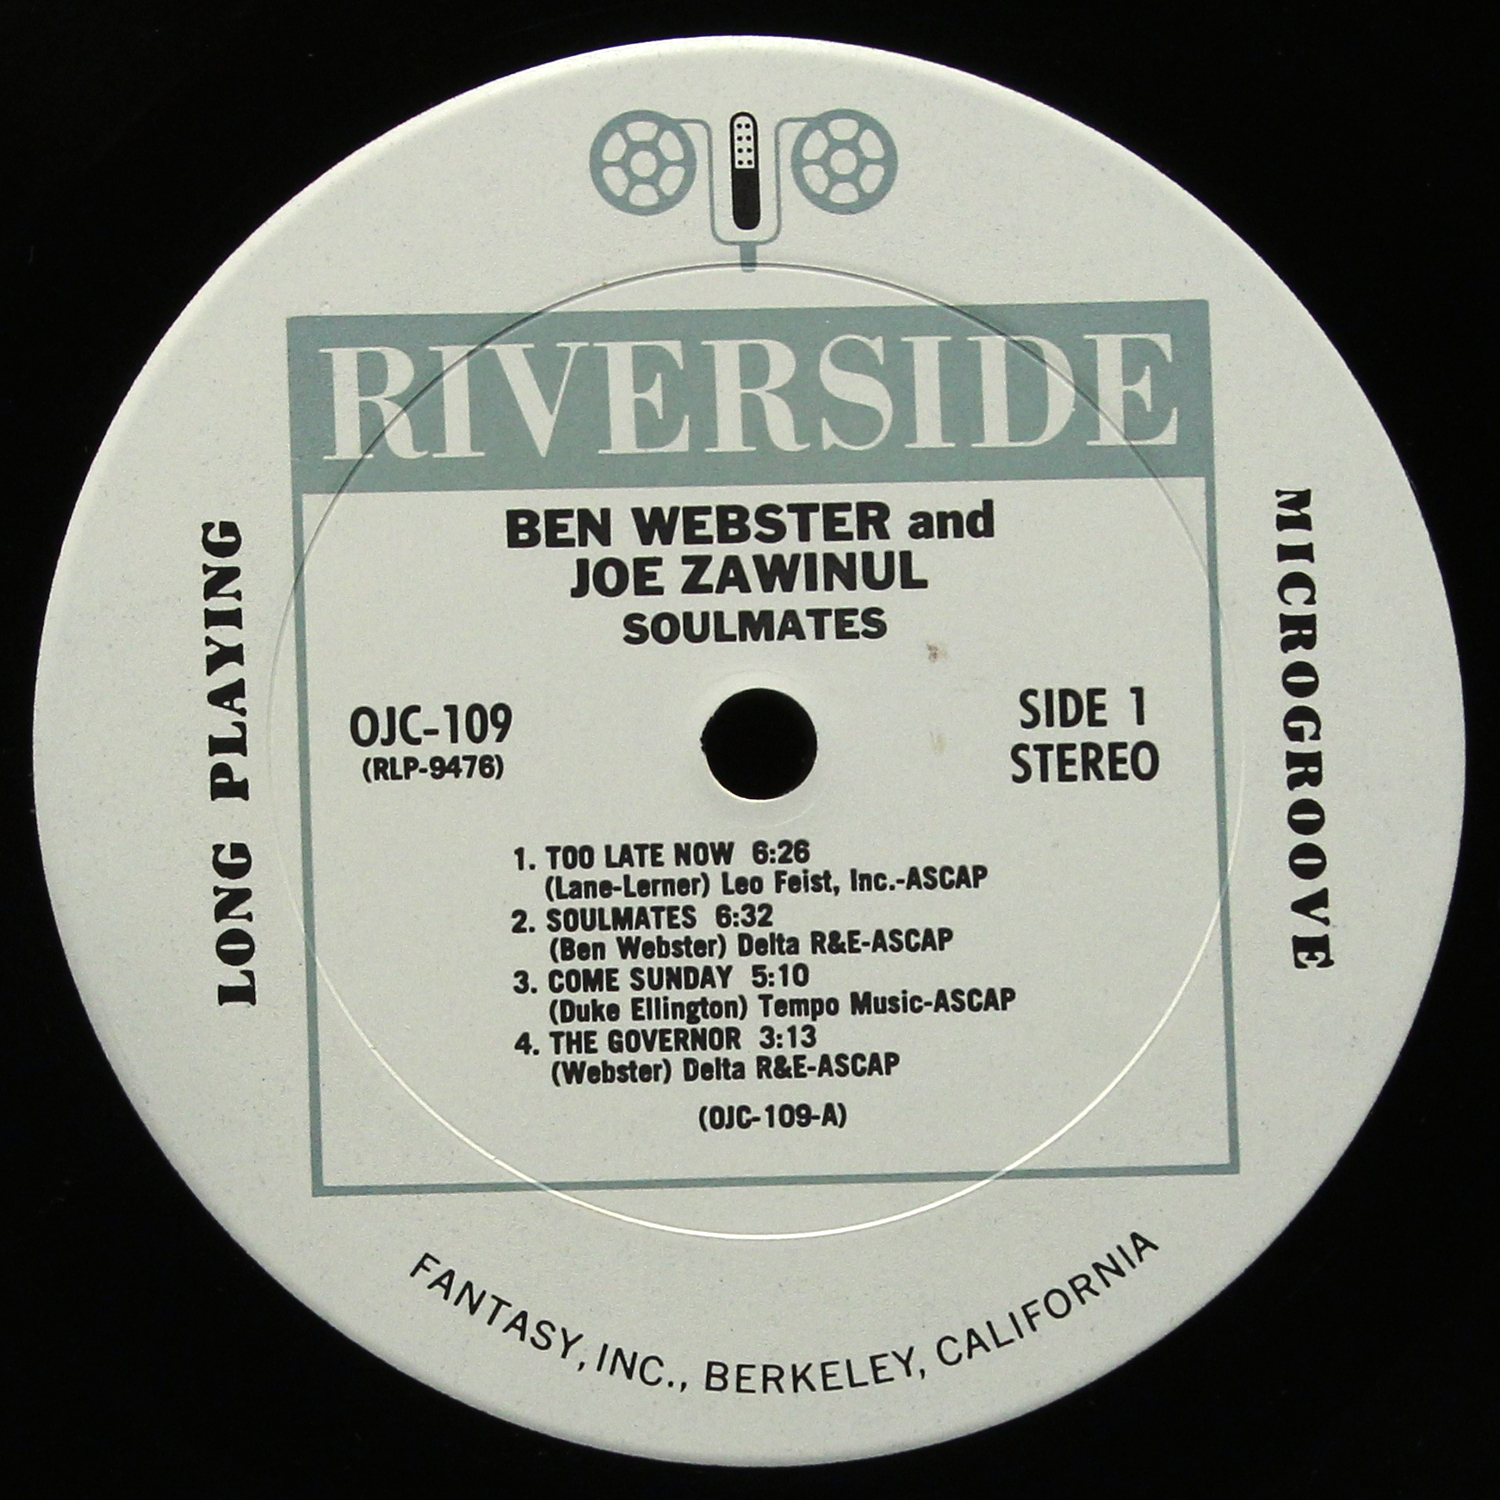 RIVERSIDE
BEN WEBSTER and
JOE ZAWINUL
SOULMATES
LONG PLAYING
MICROGROOVE
OJC-109
(RLP-9476)
SIDE 1
STEREO
1. TOO LATE NOW 6:26
(Lane-Lerner) Leo Feist, Inc.-ASCAP
2. SOULMATES 6:32
(Ben Webster) Delta R&E-ASCAP
3. COME SUNDAY 5:10
(Duke Ellington) Tempo Music-ASCAP
4. THE GOVERNOR 3:13
(Webster) Delta R&E-ASCAP
(OJC-109-A)
FANTASY, INC., BERKELEY, CALIFORNIA